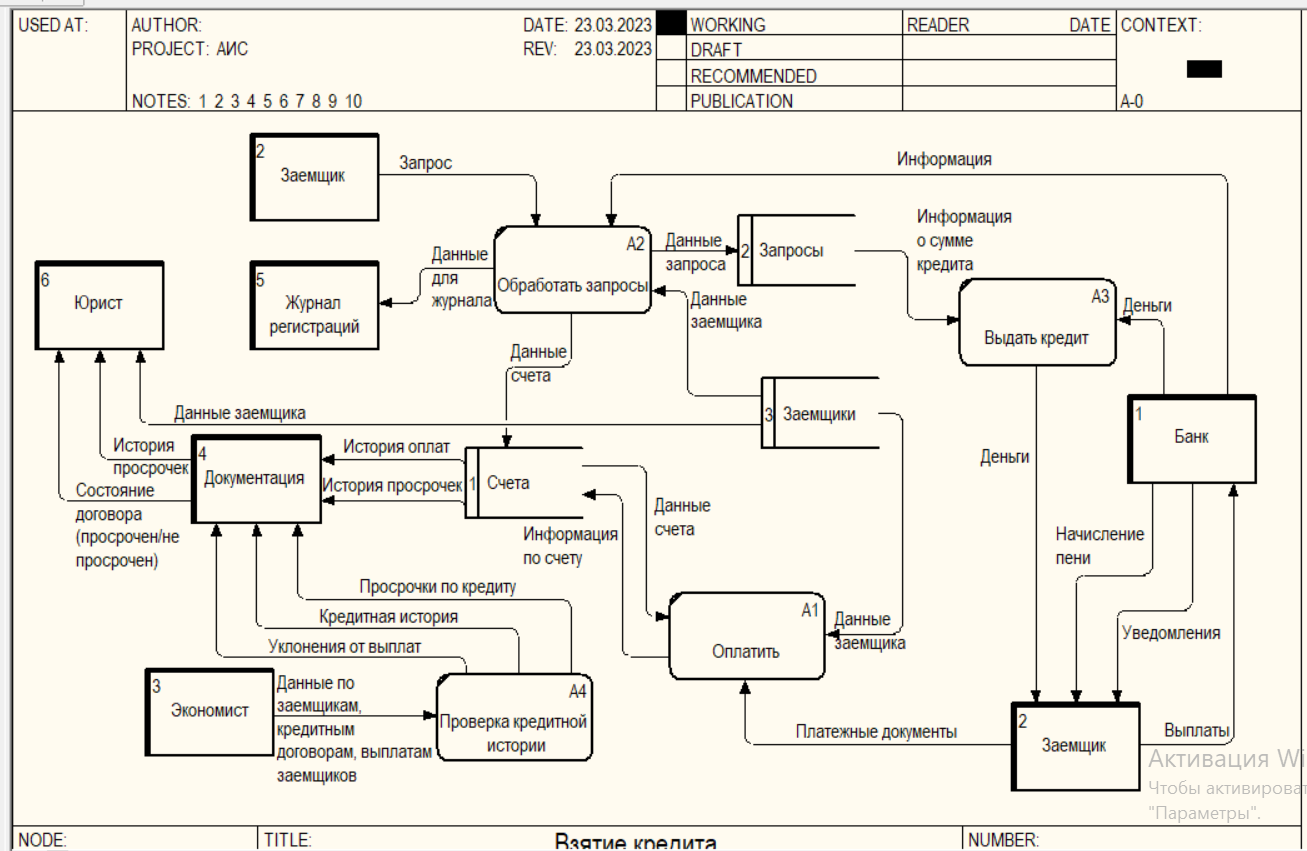 USED AT:
AUTHOR:
DATE: 23.03.2023
WORKING
READER
DATE
CONTEXT:
PROJECT: АИС
REV: 23.03.2023
DRAFT
RECOMMENDED
NOTES: 1 2 3 4 5 6 7 8 9 10
PUBLICATION
A-0
2
Заемщик
Запрос
Информация
A2
Обработать запросы
Данные
запроса
2
Запросы
Информация
о сумме
кредита
Данные
для
журнала
6
Юрист
5
Журнал
регистраций
Данные
заемщика
A3
Выдать кредит
Деньги
Данные
счета
3
Заемщики
1
Банк
Данные заемщика
История
просрочек
4
Документация
История оплат
История просрочек
1
Счета
Деньги
Состояние
договора
(просрочен/не
просрочен)
Информация
по счету
Данные
счета
Начисление
пени
Просрочки по кредиту
Кредитная история
Уклонения от выплат
A1
Оплатить
Данные
заемщика
Уведомления
3
Экономист
Данные по
заемщикам,
кредитным
договорам, выплатам
заемщиков
A4
Проверка кредитной
истории
Платежные документы
2
Заемщик
Выплаты
Активация Wi
Чтобы активироват
"Параметры".
NODE:
TITLE:
Взятие кредита
NUMBER: